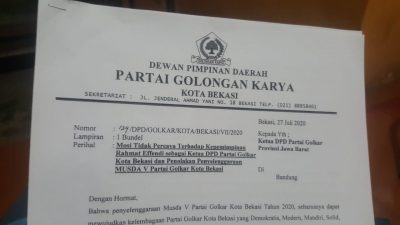 DEWAN PIMPINAN DAERAH
PARTAI GOLONGAN KARYA
KOTA BEKASI
SEKRETARIAT : JL. JENDERAL AHMAD YANI NO. 18 BEKASI TELP. (021)
Bekasi, 27 Juli 2020
Nomor : /DPD/GOLKAR/KOTA/BEKASI/VII/2020
Kepada Yth :
Lampiran : 1 Bundel
Ketua DPD Partai Golkar
Perihal : Mosi Tidak Percaya Terhadap Kepemimpinan
Provinsi Jawa Barat
Rahmat Effendi sebagai Ketua DPD Partai Golkar
Kota Bekasi dan Penolakan Penyelenggaraan
MUSDA V Partai Golkar Kota Bekasi
Di
Bandung
Dengan Hormat,
Bahwa penyelenggaraan Musda V Partai Golkar Kota Bekasi Tahun 2020, seharusnya dapat
mewujudkan kelembagaan Partai Golkar Kota Bekasi yang Demokratis, Modern, Mandiri, Solid,